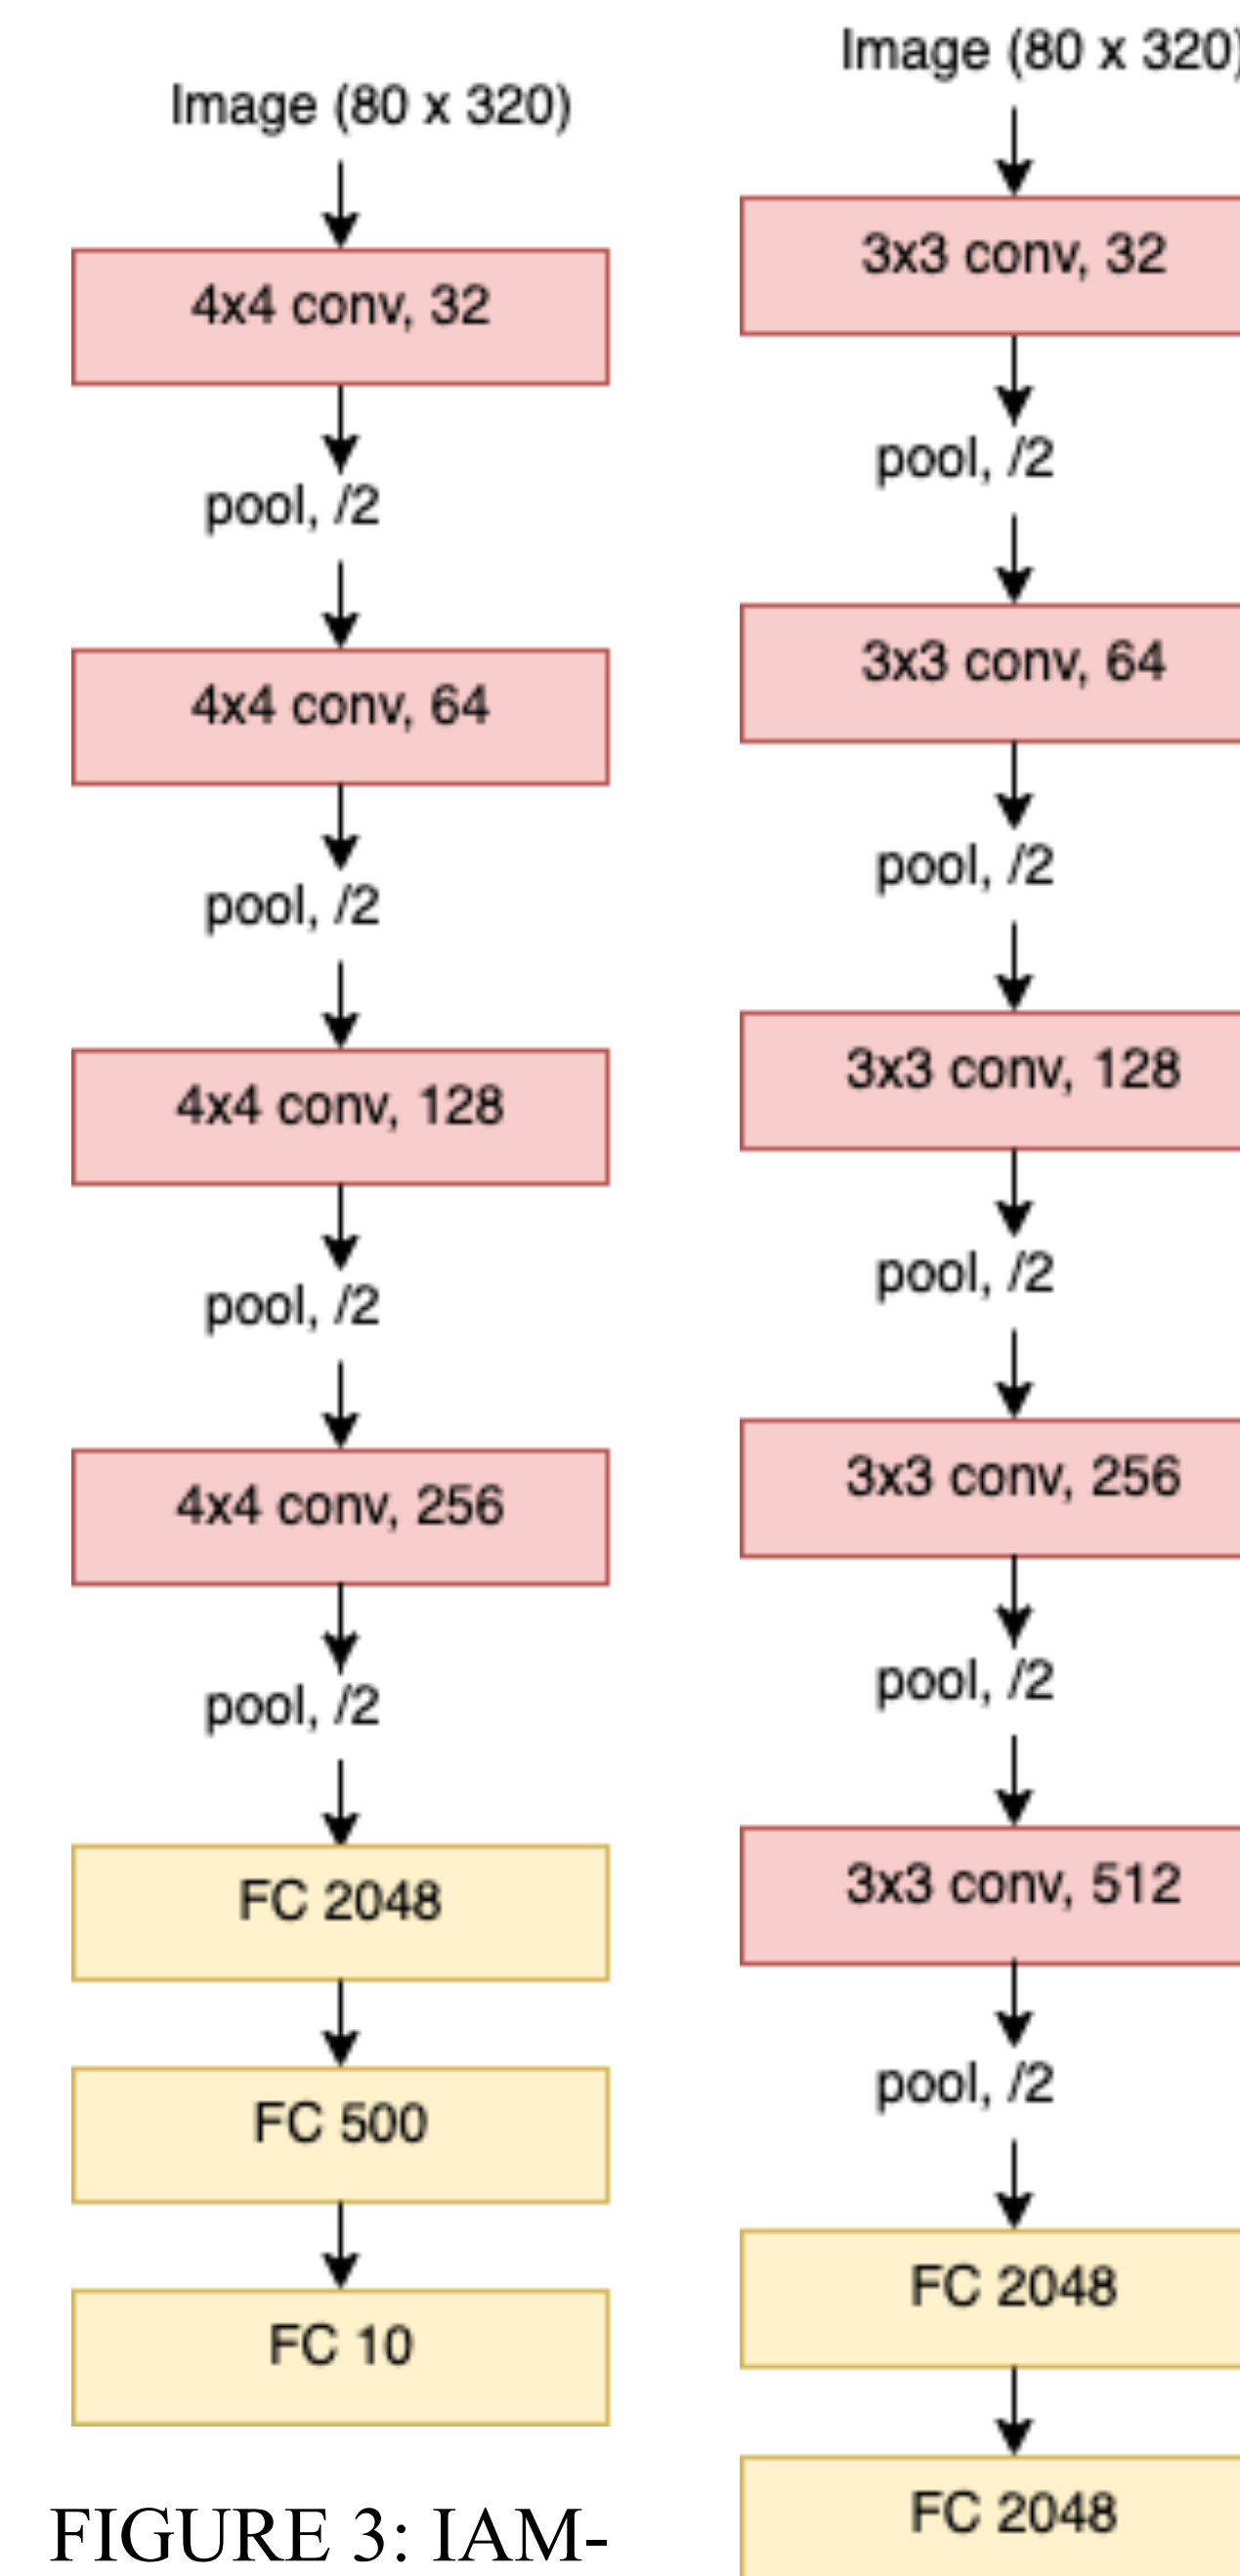 Image (80 x 320)
4x4 conv, 32
pool, /2
4x4 conv, 64
pool, /2
4x4 conv, 128
pool, /2
4x4 conv, 256
pool, /2
FC 2048
FC 500
FC 10
FIGURE 3: IAM-
Image (80 x 320)
3x3 conv, 32
pool, /2
3x3 conv, 64
pool, /2
3x3 conv, 128
pool, /2
3x3 conv, 256
pool, /2
3x3 conv, 512
pool, /2
FC 2048
FC 2048